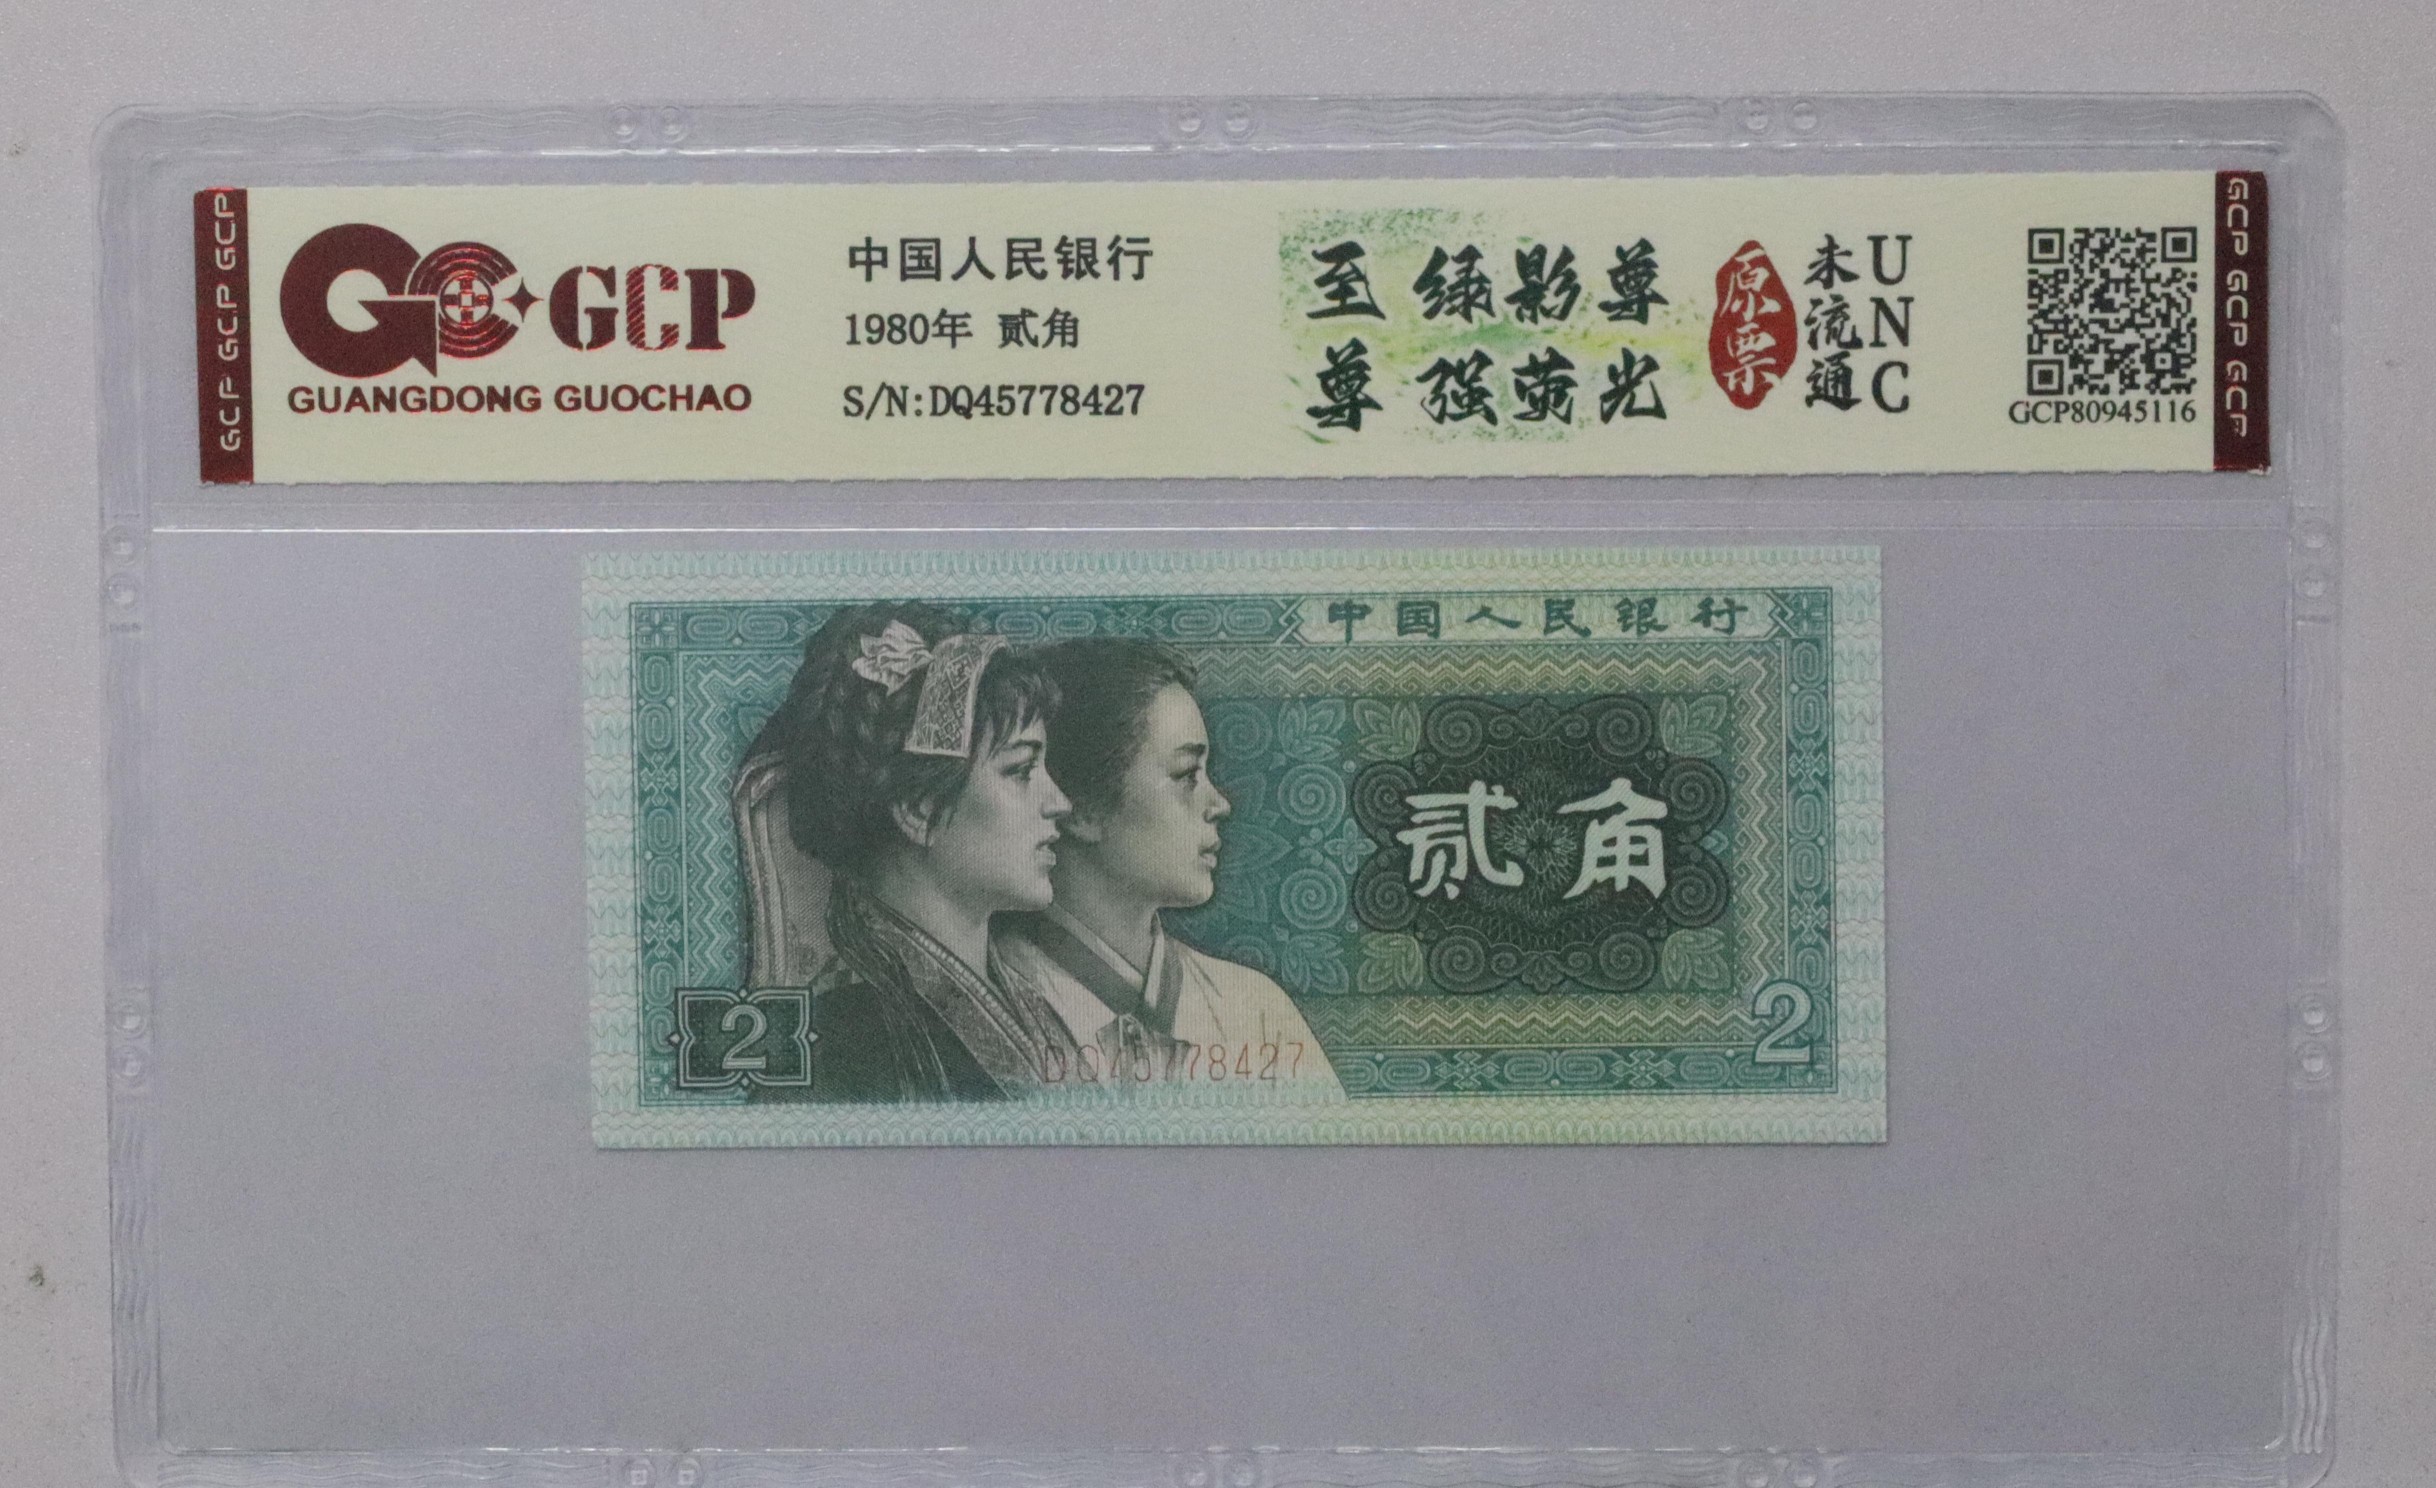 GCP GCP GCP
GCP
GUANGDONG GUOCHAO
中国人民银行
1980年 贰角
S/N:DQ45778427
至尊
绿影尊
强荧光
原票
未流通
UNC
GCP80945116
GCP GCP GCP
中国人民银行
贰角
2
2
DQ45778427